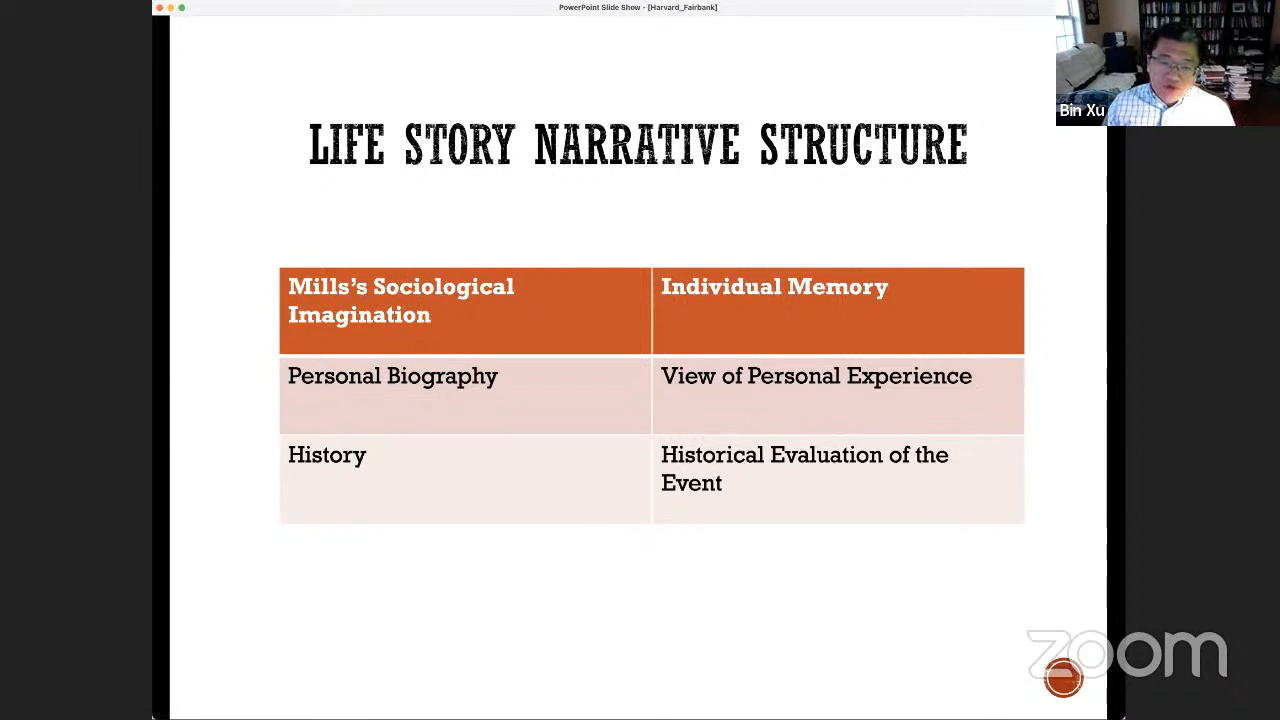 PowerPoint Slide Show - [Harvard_Fairbank]
Bin Xu
LIFE STORY NARRATIVE STRUCTURE
Mills's Sociological
Imagination
Individual Memory
Personal Biography
View of Personal Experience
History
Historical Evaluation of the
Event
zoom